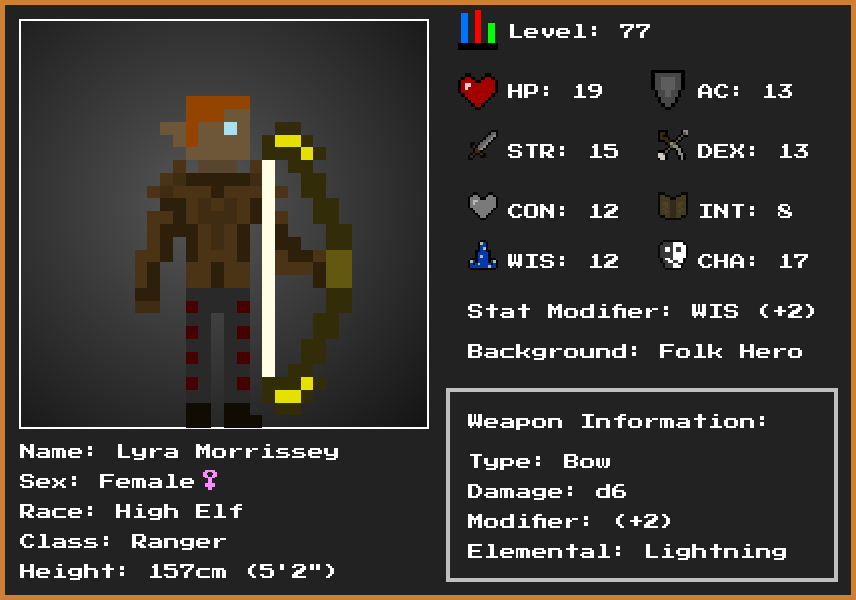 Level: 77
HP: 19
AC: 13
STR: 15
DEX: 13
CON: 12
INT: 8
WIS: 12
CHA: 17
Stat Modifier: WIS (+2)
Background: Folk Hero
Weapon Information:
Type: Bow
Damage: d6
Modifier: (+2)
Elemental: Lightning
Name: Lyra Morrissey
Sex: Female♀
Race: High Elf
Class: Ranger
Height: 157cm (5'2")